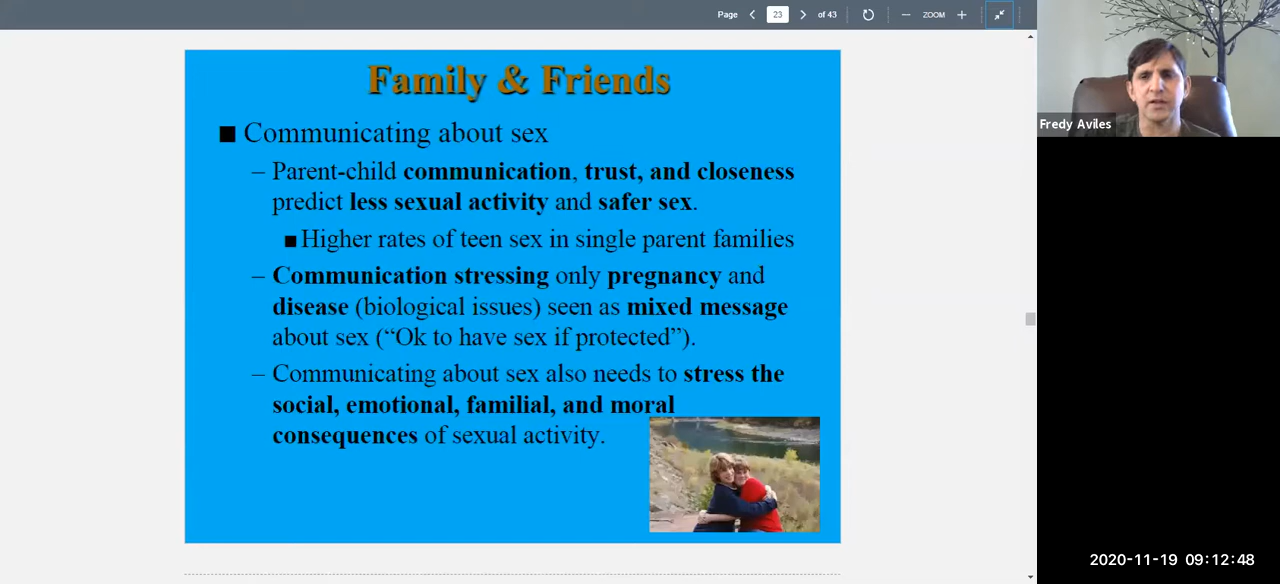 Page 23 of 43 ZOOM
Family & Friends
■ Communicating about sex
– Parent-child communication, trust, and closeness
predict less sexual activity and safer sex.
■ Higher rates of teen sex in single parent families
– Communication stressing only pregnancy and
disease (biological issues) seen as mixed message
about sex (“Ok to have sex if protected”).
– Communicating about sex also needs to stress the
social, emotional, familial, and moral
consequences of sexual activity.
Fredy Aviles
2020-11-19 09:12:48